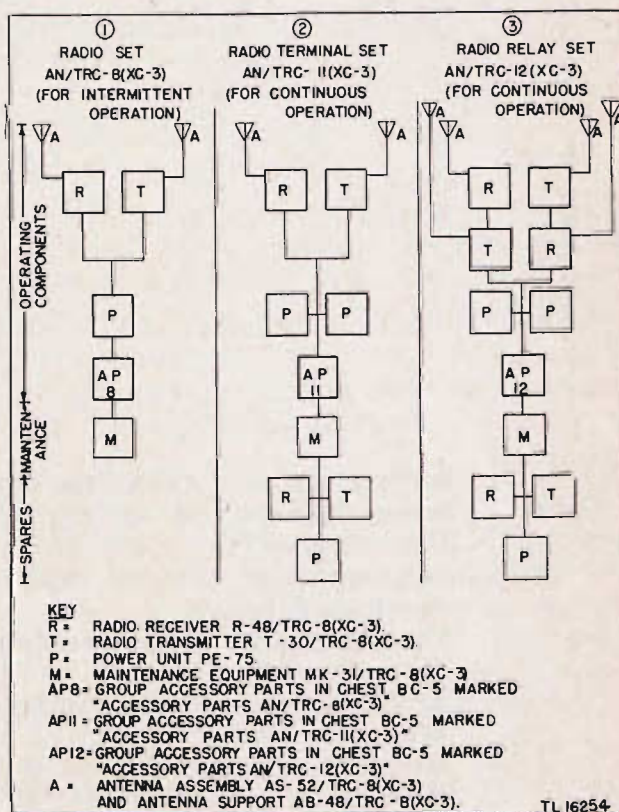 ①
RADIO SET
AN/TRC-8(XC-3)
(FOR INTERMITTENT
OPERATION)
②
RADIO TERMINAL SET
AN/TRC-11(XC-3)
(FOR CONTINUOUS
OPERATION)
③
RADIO RELAY SET
AN/TRC-12(XC-3)
(FOR CONTINUOUS
OPERATION)
A A A A A A A A
R T R T R T
T R
P P P P P
AP 8 AP 11 AP 12
M M M
R T R T
P P
OPERATING
COMPONENTS
MAINTEN-
ANCE
SPARES
KEY
R = RADIO RECEIVER R-48/TRC-8(XC-3).
T = RADIO TRANSMITTER T-30/TRC-8(XC-3).
P = POWER UNIT PE-75.
M = MAINTENANCE EQUIPMENT MK-31/TRC-8(XC-3)
AP8= GROUP ACCESSORY PARTS IN CHEST BC-5 MARKED
"ACCESSORY PARTS AN/TRC-8(XC-3)"
AP11= GROUP ACCESSORY PARTS IN CHEST BC-5 MARKED
"ACCESSORY PARTS AN/TRC-11(XC-3)"
AP12= GROUP ACCESSORY PARTS IN CHEST BC-5 MARKED
"ACCESSORY PARTS AN/TRC-12(XC-3)"
A = ANTENNA ASSEMBLY AS-52/TRC-8(XC-3)
AND ANTENNA SUPPORT AB-48/TRC-8(XC-3).
TL 16254